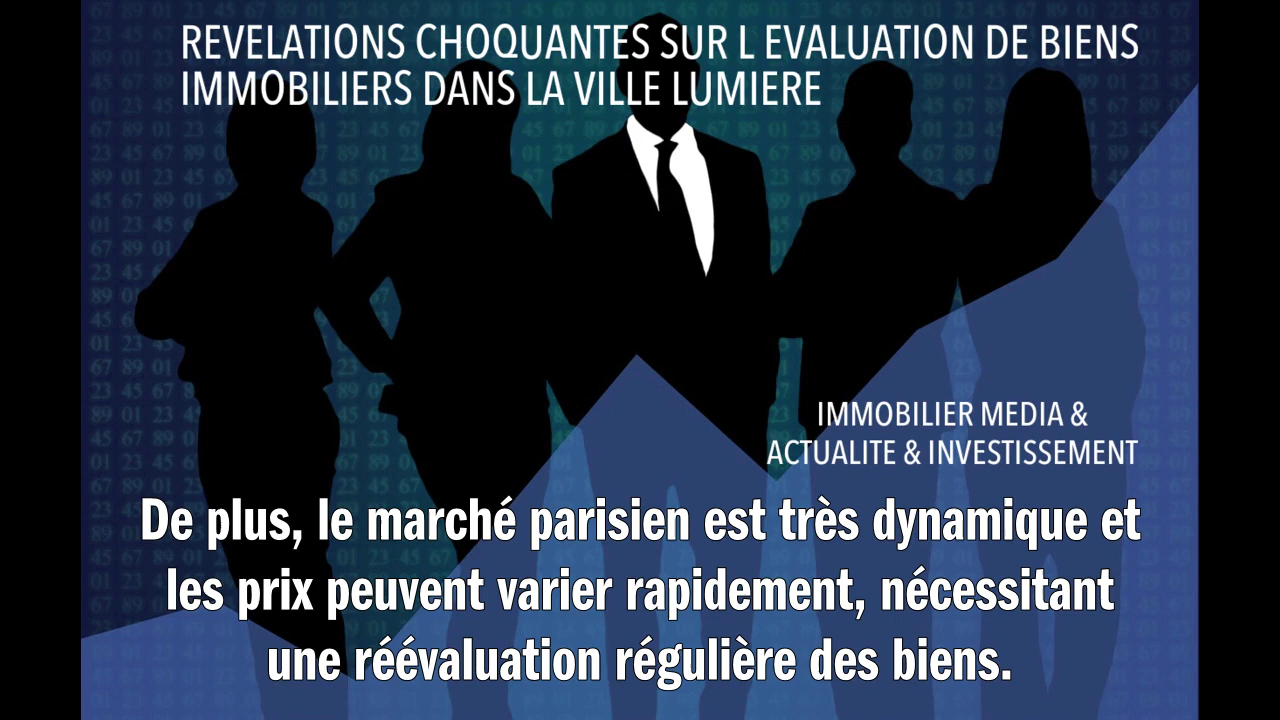 REVELATIONS CHOQUANTES SUR L EVALUATION DE BIENS
IMMOBILIERS DANS LA VILLE LUMIERE
IMMOBILIER MEDIA &
ACTUALITE & INVESTISSEMENT
De plus, le marché parisien est très dynamique et
les prix peuvent varier rapidement, nécessitant
une réévaluation régulière des biens.